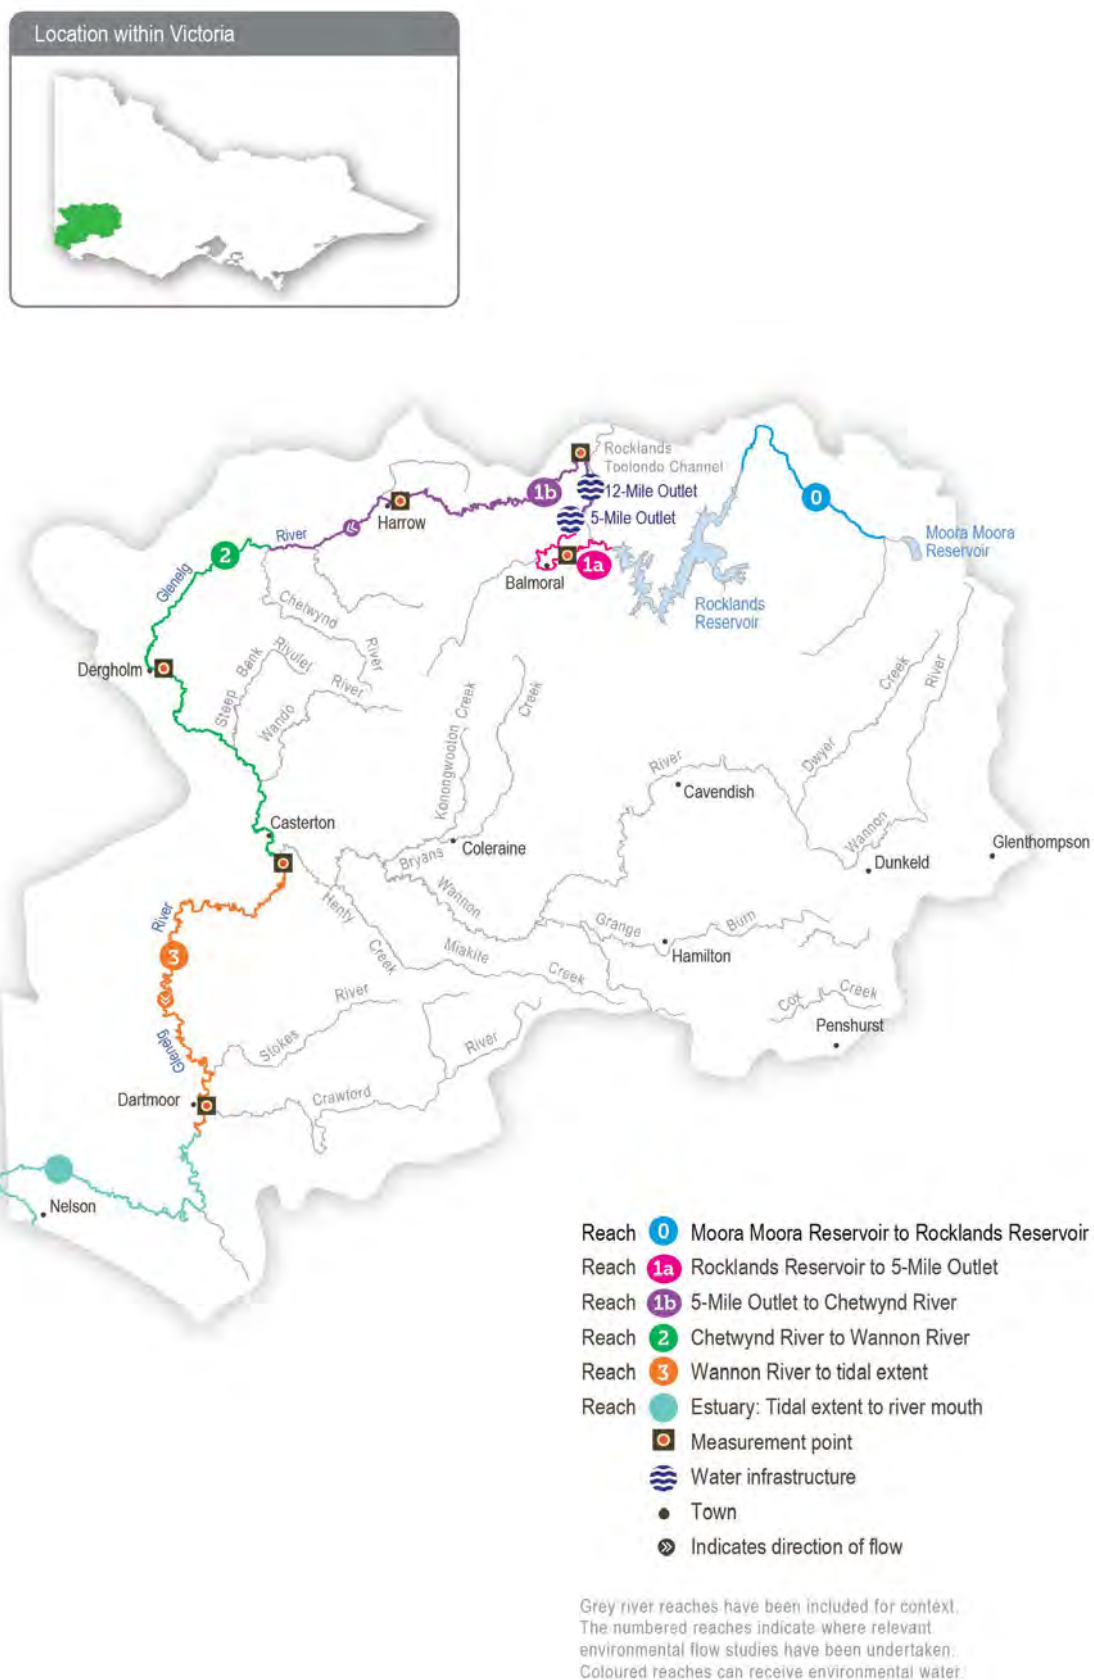 Location within Victoria
Rocklands
Toolondo Channel
12-Mile Outlet
5-Mile Outlet
1b
0
Harrow
River
2
Glenelg
Moora Moora
Reservoir
1a
Balmoral
Rocklands
Reservoir
Chetwynd
River
Dergholm
Steep
Bank
Rivulet
Wando
River
Konongwooton
Creek
Creek
Creek
River
Dwyer
River
Cavendish
Wannon
Casterton
Coleraine
Bryans
Glenthompson
Dunkeld
Wannon
Henty
Creek
Grange
Burn
Hamilton
River
3
Miakite
Creek
Cox
Creek
Penshurst
River
Stokes
River
Glenelg
Dartmoor
Crawford
Nelson
Reach 0 Moora Moora Reservoir to Rocklands Reservoir
Reach 1a Rocklands Reservoir to 5-Mile Outlet
Reach 1b 5-Mile Outlet to Chetwynd River
Reach 2 Chetwynd River to Wannon River
Reach 3 Wannon River to tidal extent
Reach Estuary: Tidal extent to river mouth
Measurement point
Water infrastructure
Town
Indicates direction of flow
Grey river reaches have been included for context.
The numbered reaches indicate where relevant
environmental flow studies have been undertaken.
Coloured reaches can receive environmental water.